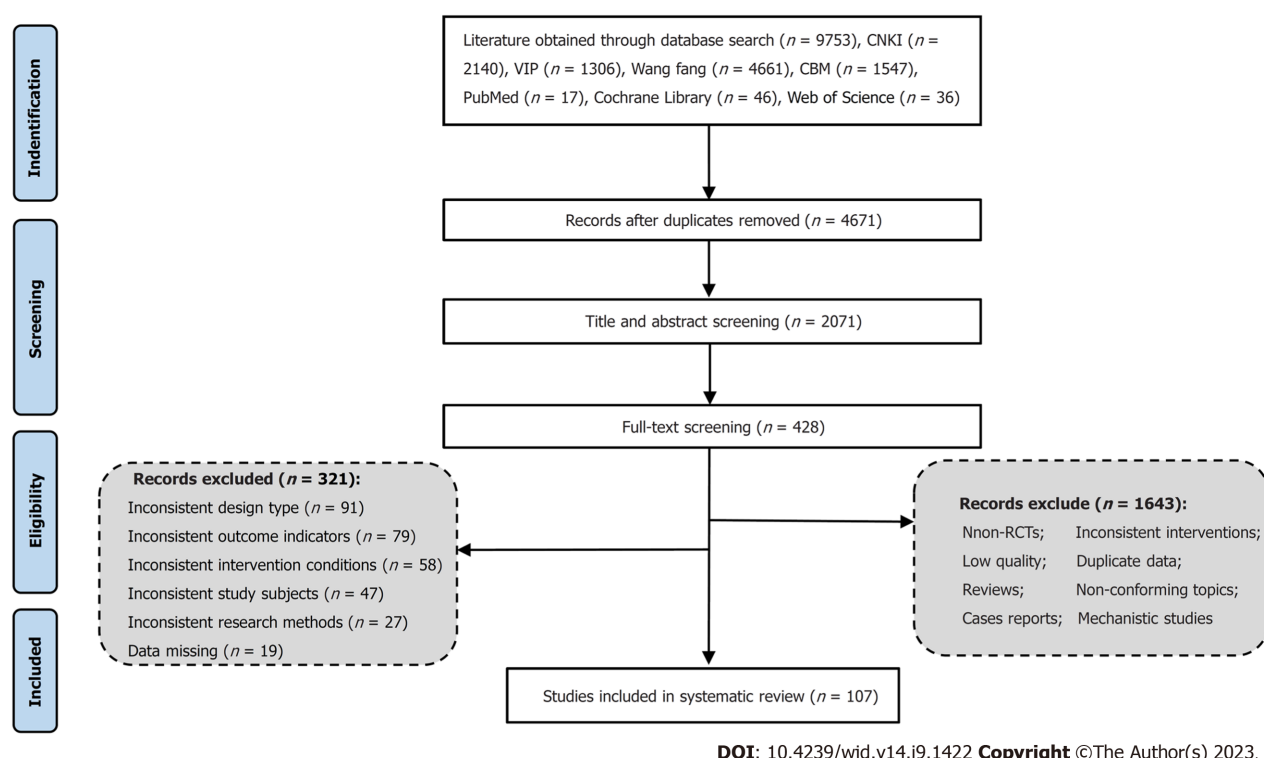 Indentification
Literature obtained through database search (n = 9753), CNKI (n =
2140), VIP (n = 1306), Wang fang (n = 4661), CBM (n = 1547),
PubMed (n = 17), Cochrane Library (n = 46), Web of Science (n = 36)
Records after duplicates removed (n = 4671)
Screening
Title and abstract screening (n = 2071)
Full-text screening (n = 428)
Eligibility
Records excluded (n = 321):
Inconsistent design type (n = 91)
Inconsistent outcome indicators (n = 79)
Inconsistent intervention conditions (n = 58)
Inconsistent study subjects (n = 47)
Inconsistent research methods (n = 27)
Data missing (n = 19)
Records exclude (n = 1643):
Nnon-RCTs; Inconsistent interventions;
Low quality; Duplicate data;
Reviews; Non-conforming topics;
Cases reports; Mechanistic studies
Included
Studies included in systematic review (n = 107)
DOI: 10.4239/wjd.v14.i9.1422 Copyright ©The Author(s) 2023.